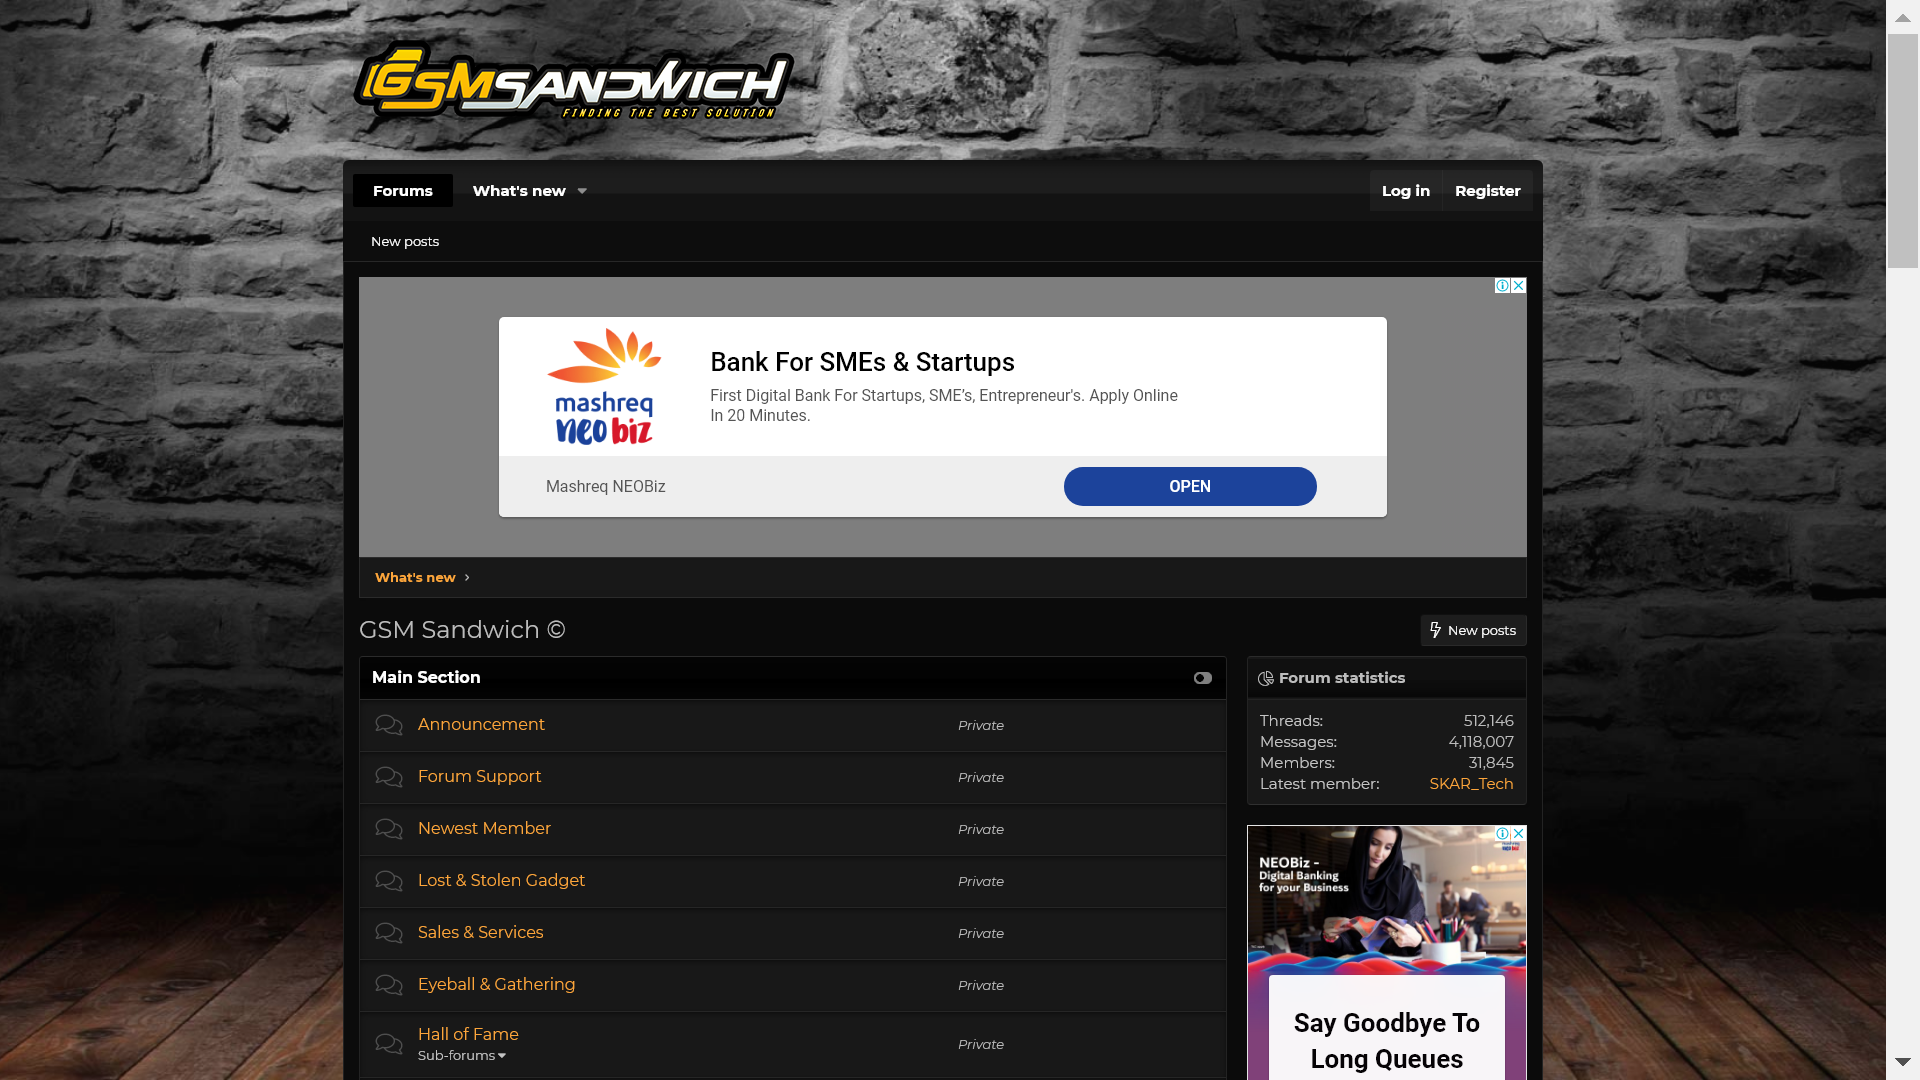 GSMSANDWICH
FINDING THE BEST SOLUTION
Forums
What's new
Log in
Register
New posts
Bank For SMEs & Startups
First Digital Bank For Startups, SME’s, Entrepreneur's. Apply Online
In 20 Minutes.
mashreq
neo biz
Mashreq NEOBiz
OPEN
What's new
GSM Sandwich ©
New posts
Main Section
Announcement
Private
Forum Support
Private
Newest Member
Private
Lost & Stolen Gadget
Private
Sales & Services
Private
Eyeball & Gathering
Private
Hall of Fame
Sub-forums
Private
Forum statistics
Threads: 512,146
Messages: 4,118,007
Members: 31,845
Latest member: SKAR_Tech
NEOBiz -
Digital Banking
for your Business
Say Goodbye To
Long Queues